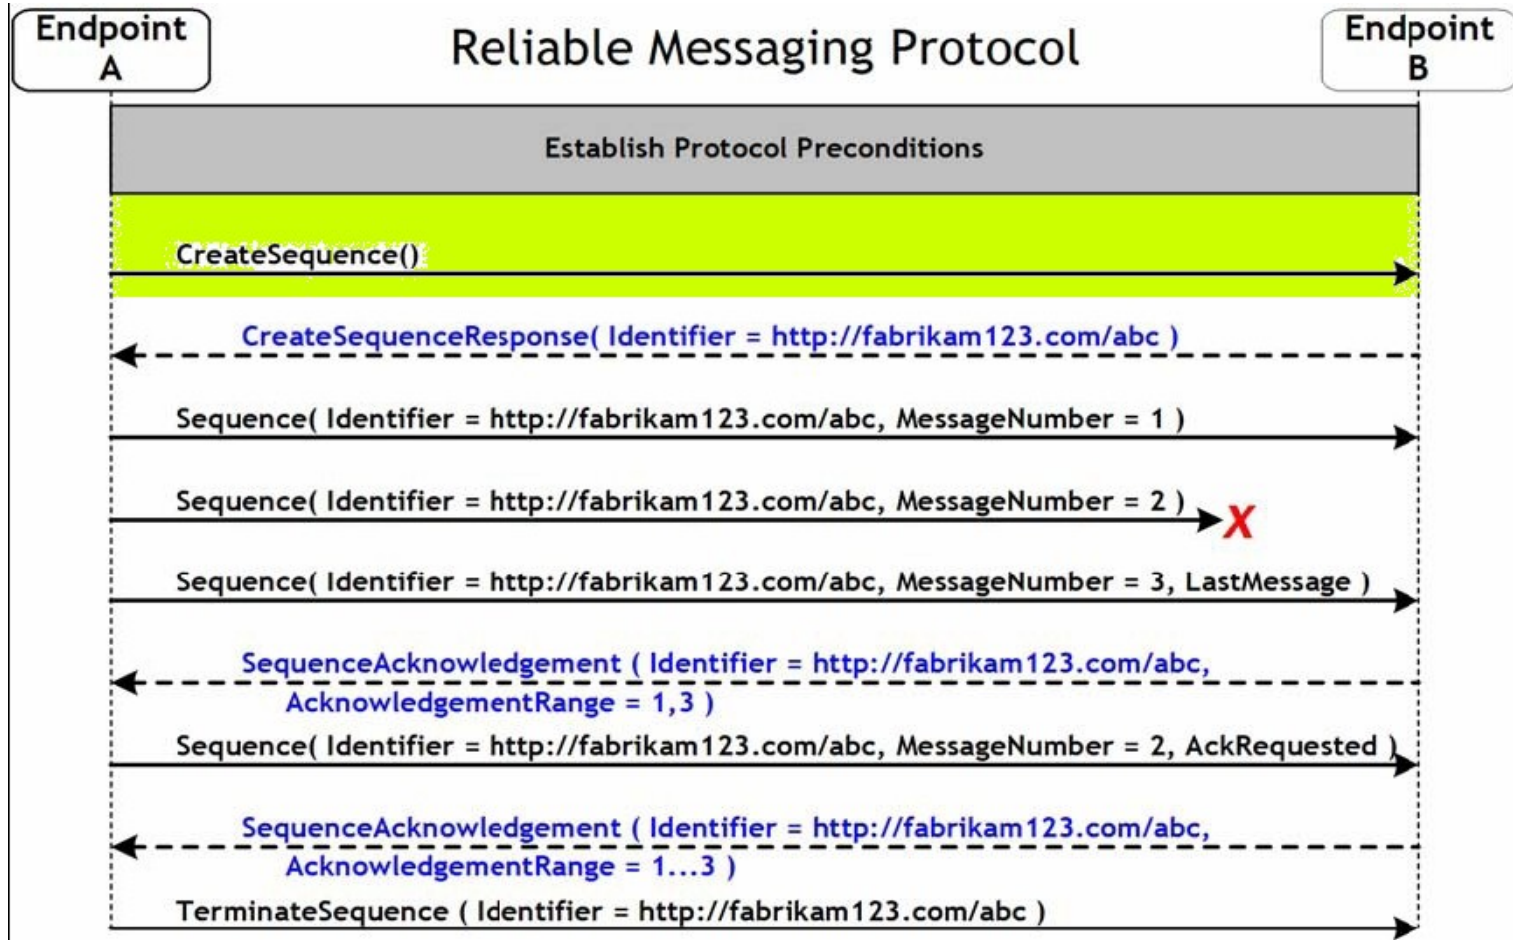 Endpoint
A
Reliable Messaging Protocol
Endpoint
B
Establish Protocol Preconditions
CreateSequence()
CreateSequenceResponse( Identifier = http://fabrikam123.com/abc )
Sequence( Identifier = http://fabrikam123.com/abc, MessageNumber = 1 )
Sequence( Identifier = http://fabrikam123.com/abc, MessageNumber = 2 )
X
Sequence( Identifier = http://fabrikam123.com/abc, MessageNumber = 3, LastMessage )
SequenceAcknowledgement ( Identifier = http://fabrikam123.com/abc,
AcknowledgementRange = 1,3 )
Sequence( Identifier = http://fabrikam123.com/abc, MessageNumber = 2, AckRequested )
SequenceAcknowledgement ( Identifier = http://fabrikam123.com/abc,
AcknowledgementRange = 1...3 )
TerminateSequence ( Identifier = http://fabrikam123.com/abc )